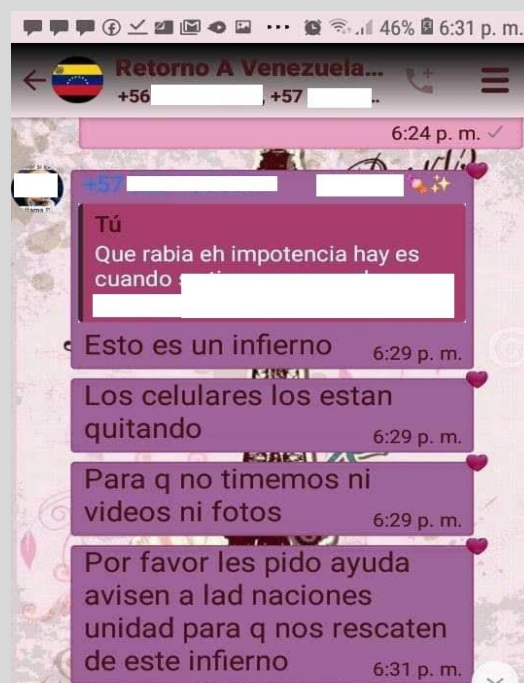 46% 6:31 p. m.
Retorno A Venezuela...
+56 , +57 ..
6:24 p. m.
+57
Tú
Que rabia eh impotencia hay es
cuando
Esto es un infierno 6:29 p. m.
Los celulares los estan
quitando 6:29 p. m.
Para q no timemos ni
videos ni fotos 6:29 p. m.
Por favor les pido ayuda
avisen a lad naciones
unidad para q nos rescaten
de este infierno 6:31 p. m.